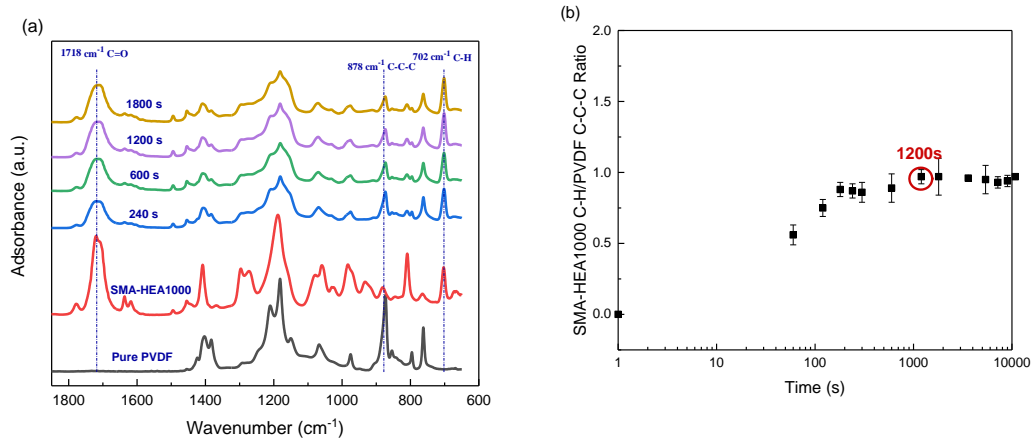 (a)
1718 cm⁻¹ C=O
702 cm⁻¹ C-H
878 cm⁻¹ C-C-C
1800 s
1200 s
600 s
240 s
SMA-HEA1000
Pure PVDF
Adsorbance (a.u.)
1800 1600 1400 1200 1000 800 600
Wavenumber (cm⁻¹)
(b)
SMA-HEA1000 C-H/PVDF C-C-C Ratio
2.0
1.5
1.0
0.5
0.0
1200s
1 10 100 1000 10000
Time (s)